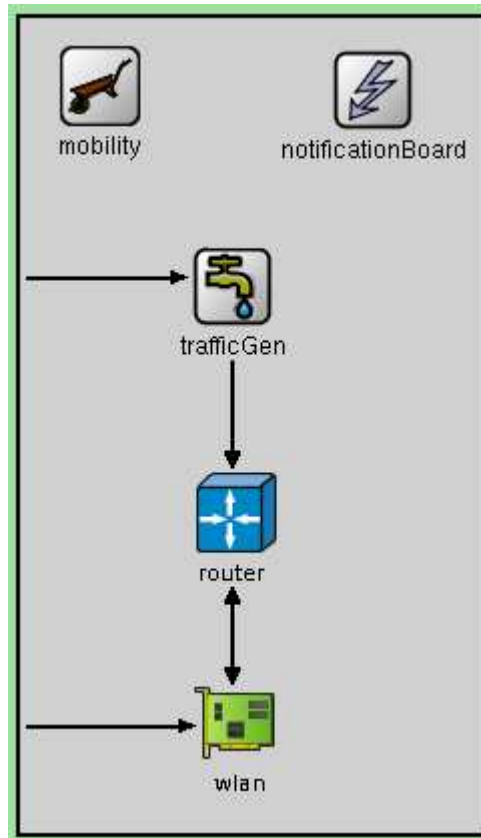 mobility
notificationBoard
trafficGen
router
wlan